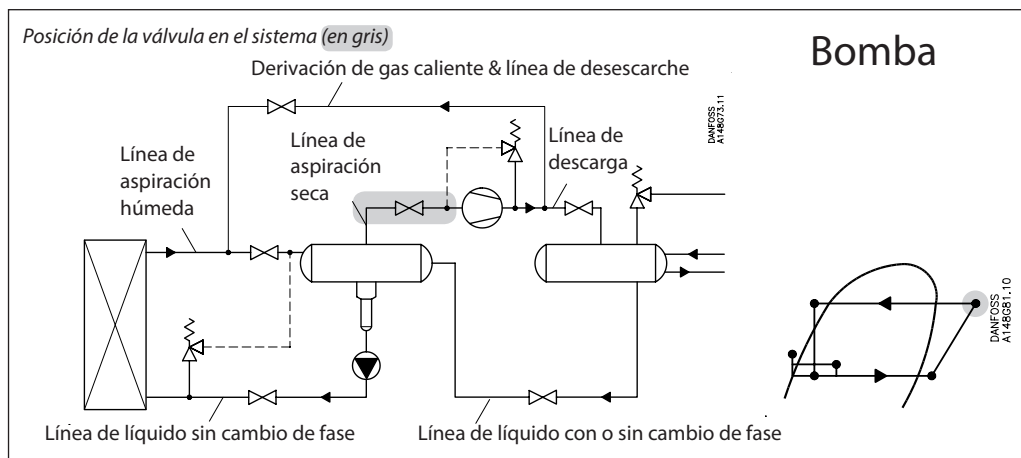 Posición de la válvula en el sistema (en gris)
Bomba
Derivación de gas caliente & línea de desescarche
DANFOSS
A148G73.11
Línea de
aspiración
húmeda
Línea de
aspiración
seca
Línea de
descarga
DANFOSS
A148G81.10
Línea de líquido sin cambio de fase
Línea de líquido con o sin cambio de fase